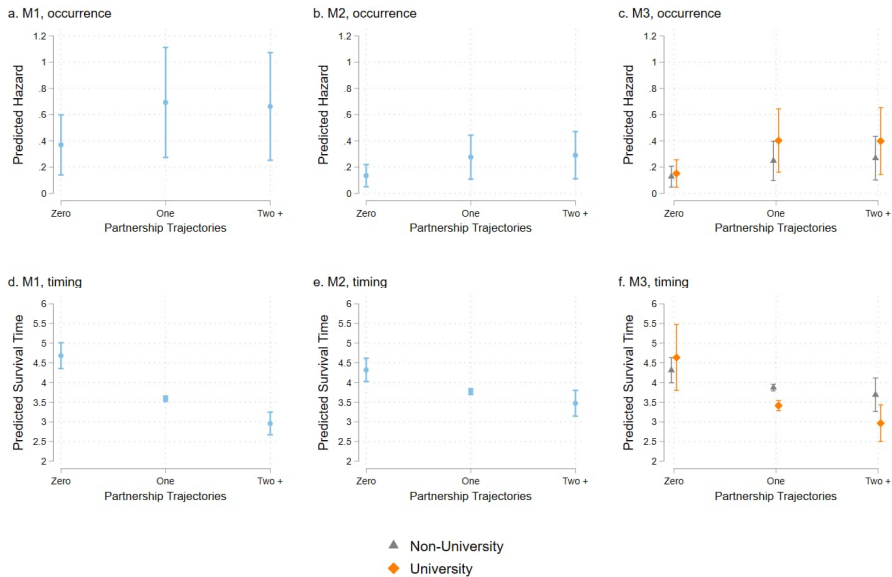 a. M1, occurrence
Predicted Hazard
1.2
1
.8
.6
.4
.2
0
Zero
One
Two +
Partnership Trajectories
b. M2, occurrence
Predicted Hazard
1.2
1
.8
.6
.4
.2
0
Zero
One
Two +
Partnership Trajectories
c. M3, occurrence
Predicted Hazard
1.2
1
.8
.6
.4
.2
0
Zero
One
Two +
Partnership Trajectories
d. M1, timing
Predicted Survival Time
6
5.5
5
4.5
4
3.5
3
2.5
2
Zero
One
Two +
Partnership Trajectories
e. M2, timing
Predicted Survival Time
6
5.5
5
4.5
4
3.5
3
2.5
2
Zero
One
Two +
Partnership Trajectories
f. M3, timing
Predicted Survival Time
6
5.5
5
4.5
4
3.5
3
2.5
2
Zero
One
Two +
Partnership Trajectories
Non-University
University